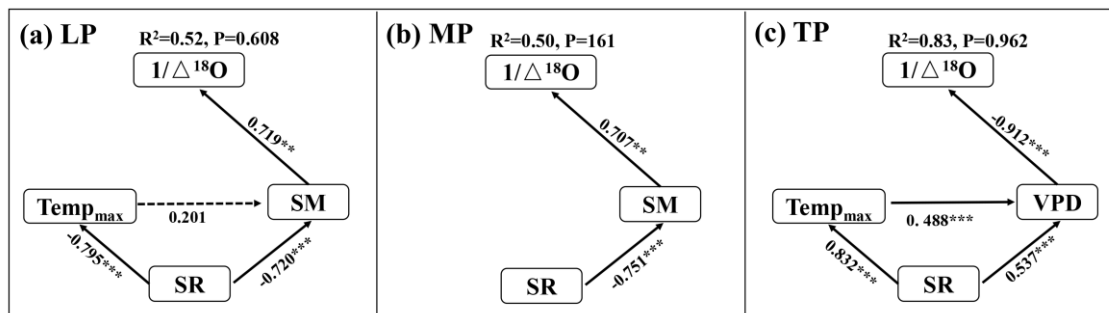 (a) LP
R²=0.52, P=0.608
1/△¹⁸O
0.719**
Tempₘₐₓ
0.201
SM
-0.795***
-0.720***
SR
(b) MP
R²=0.50, P=161
1/△¹⁸O
0.707**
SM
-0.751***
SR
(c) TP
R²=0.83, P=0.962
1/△¹⁸O
-0.912***
Tempₘₐₓ
0. 488***
VPD
0.832***
0.537***
SR